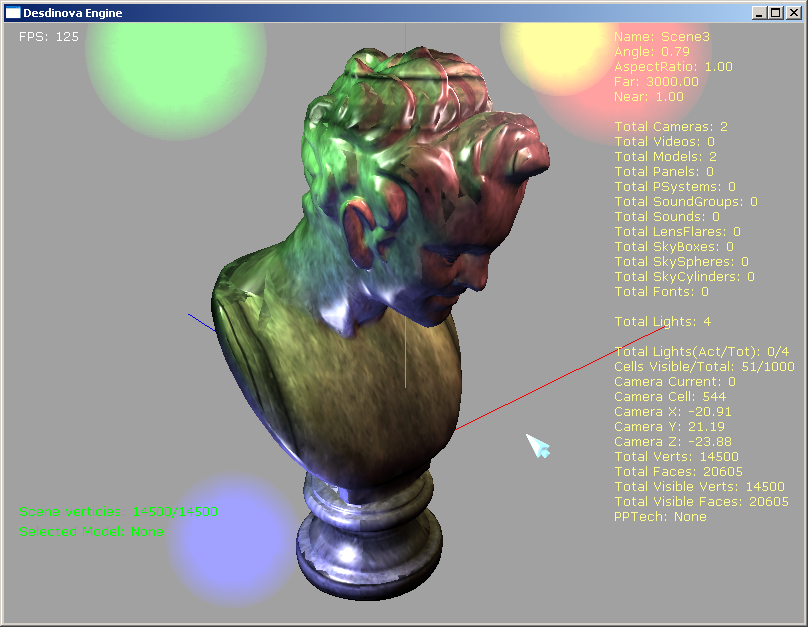 Desdinova Engine
FPS: 125
Name: Scene3
Angle: 0.79
AspectRatio: 1.00
Far: 3000.00
Near: 1.00
Total Cameras: 2
Total Videos: 0
Total Models: 2
Total Panels: 0
Total PSystems: 0
Total SoundGroups: 0
Total Sounds: 0
Total LensFlares: 0
Total SkyBoxes: 0
Total SkySpheres: 0
Total SkyCylinders: 0
Total Fonts: 0
Total Lights: 4
Total Lights(Act/Tot): 0/4
Cells Visible/Total: 51/1000
Camera Current: 0
Camera Cell: 544
Camera X: -20.91
Camera Y: 21.19
Camera Z: -23.88
Total Verts: 14500
Total Faces: 20605
Total Visible Verts: 14500
Total Visible Faces: 20605
PPTech: None
Scene verticies: 14500/14500
Selected Model: None